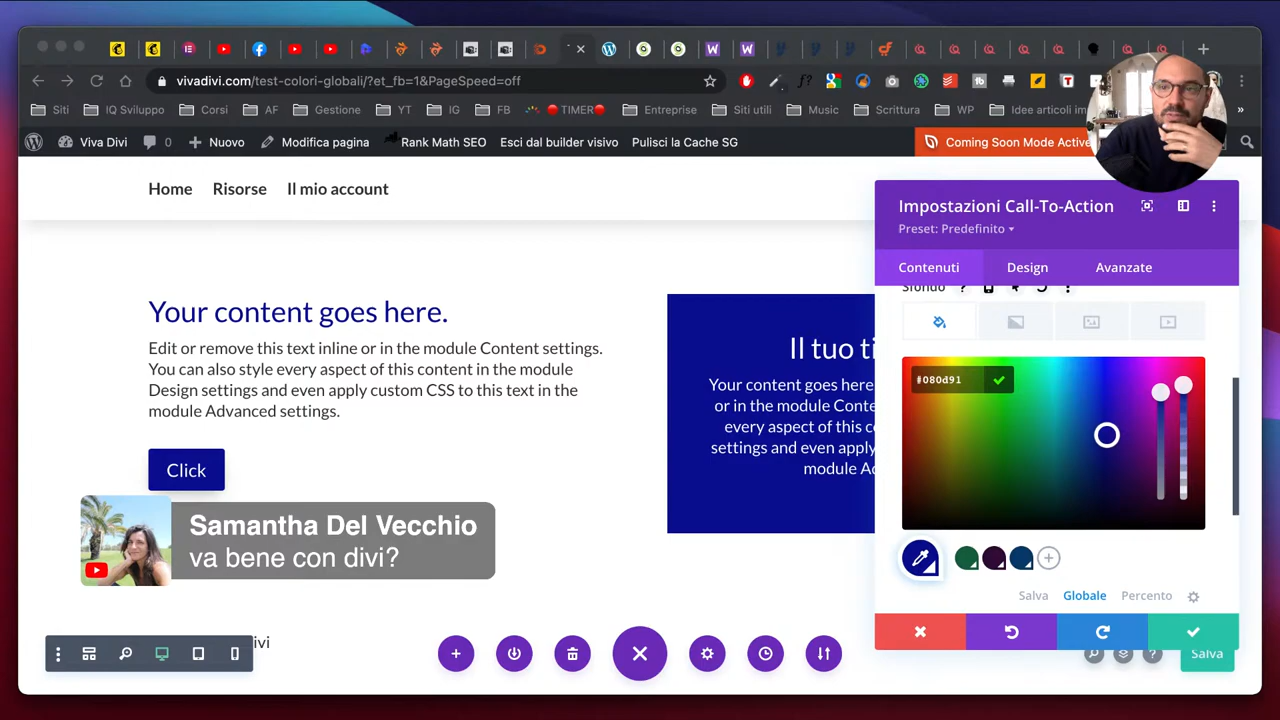 vivadivi.com/test-colori-globali/?et_fb=1&PageSpeed=off
Siti
IQ Sviluppo
Corsi
AF
Gestione
YT
IG
FB
🔴TIMER🔴
Entreprise
Siti utili
Music
Scrittura
WP
Idee articoli im
»
Viva Divi
0
Nuovo
Modifica pagina
Rank Math SEO
Esci dal builder visivo
Pulisci la Cache SG
Coming Soon Mode Active
Home
Risorse
Il mio account
Impostazioni Call-To-Action
Preset: Predefinito
Contenuti
Design
Avanzate
Sfondo
Your content goes here.
Edit or remove this text inline or in the module Content settings.
You can also style every aspect of this content in the module
Design settings and even apply custom CSS to this text in the
module Advanced settings.
Click
Il tuo ti
Your content goes here
or in the module Conte
every aspect of this c
settings and even apply
module Ad
#080d91
Samantha Del Vecchio
va bene con divi?
Salva
Globale
Percento
ivi
Salva